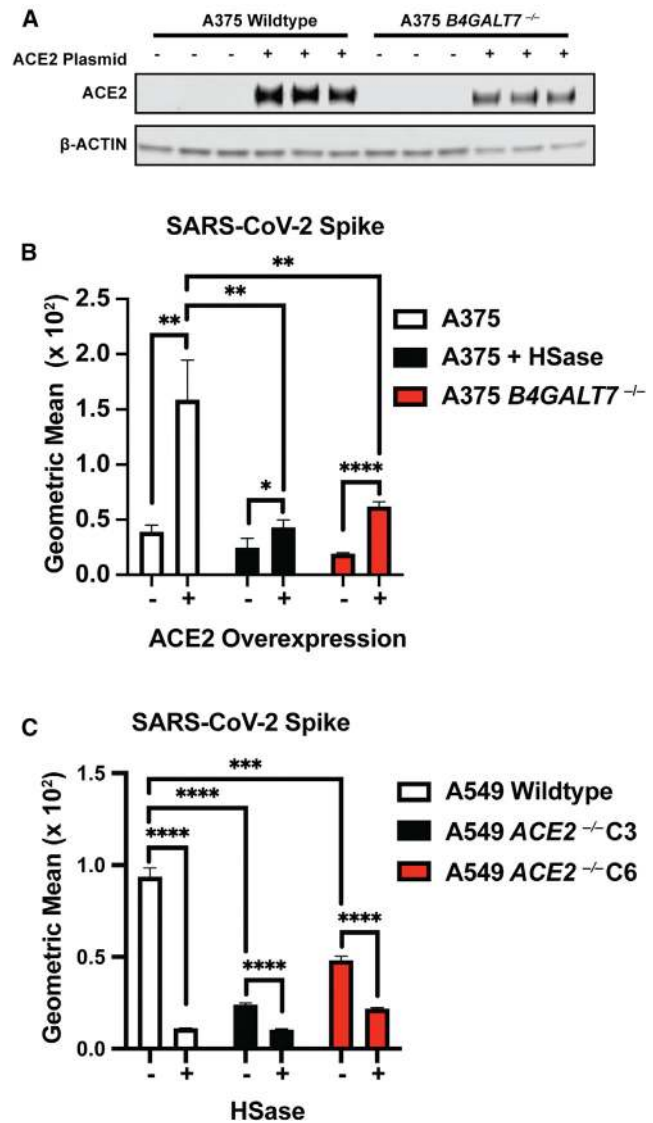 A
A375 Wildtype A375 B4GALT7 −/−
ACE2 Plasmid - - - + + + - - - + + +
ACE2
β-ACTIN
B
SARS-CoV-2 Spike
Geometric Mean (x 10²)
2.5
2.0
1.5
1.0
0.5
0.0
** ** ** * ****
A375
A375 + HSase
A375 B4GALT7 −/−
- + - + - +
ACE2 Overexpression
C
SARS-CoV-2 Spike
Geometric Mean (x 10²)
1.5
1.0
0.5
0.0
*** **** **** **** ****
A549 Wildtype
A549 ACE2 −/− C3
A549 ACE2 −/− C6
- + - + - +
HSase